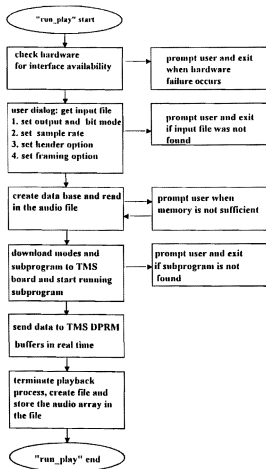 "run_play" start
check hardware
for interface availability
prompt user and exit
when hardware
failure occurs
user dialog: get input file
1. set output and bit mode
2. set sample rate
3. set header option
4. set framing option
prompt user and exit
if input file was not
found
create data base and read
in the audio file
prompt user when
memory is not sufficient
download modes and
subprogram to TMS
board and start running
subprogram
prompt user and exit
if subprogram is not
found
send data to TMS DPRM
buffers in real time
terminate playback
process, create file and
store the audio array in
the file
"run_play" end